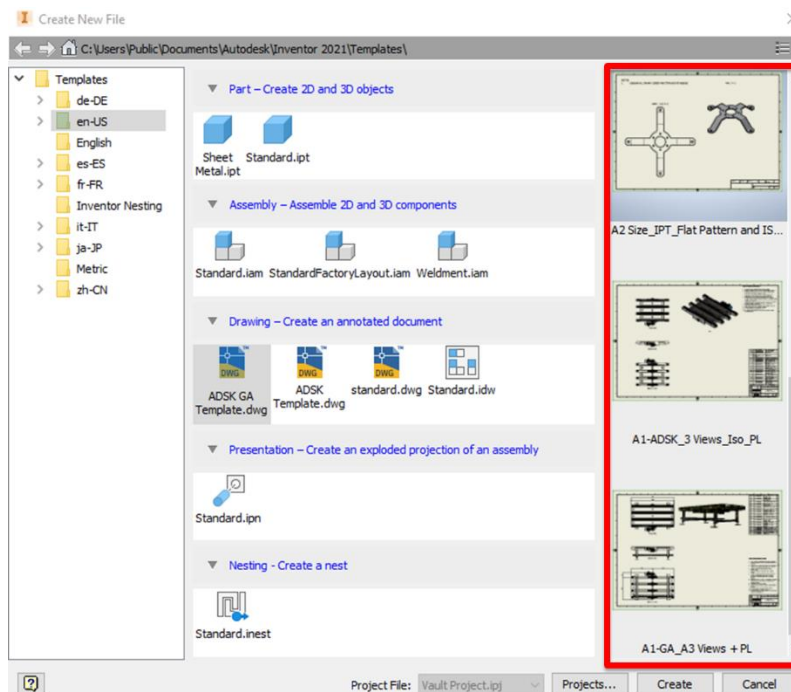 Create New File
C:\Users\Public\Documents\Autodesk\Inventor 2021\Templates\
Templates
de-DE
en-US
English
es-ES
fr-FR
Inventor Nesting
it-IT
ja-JP
Metric
zh-CN
Part – Create 2D and 3D objects
Sheet Metal.ipt
Standard.ipt
Assembly – Assemble 2D and 3D components
Standard.iam
StandardFactoryLayout.iam
Weldment.iam
Drawing – Create an annotated document
DWG
ADSK GA
Template.dwg
DWG
ADSK
Template.dwg
DWG
standard.dwg
Standard.idw
Presentation – Create an exploded projection of an assembly
Standard.ipn
Nesting - Create a nest
Standard.inest
A2 Size_IPT_Flat Pattern and IS...
A1-ADSK_3 Views_Iso_PL
A1-GA_A3 Views + PL
Project File:
Vault Project.ipj
Projects...
Create
Cancel